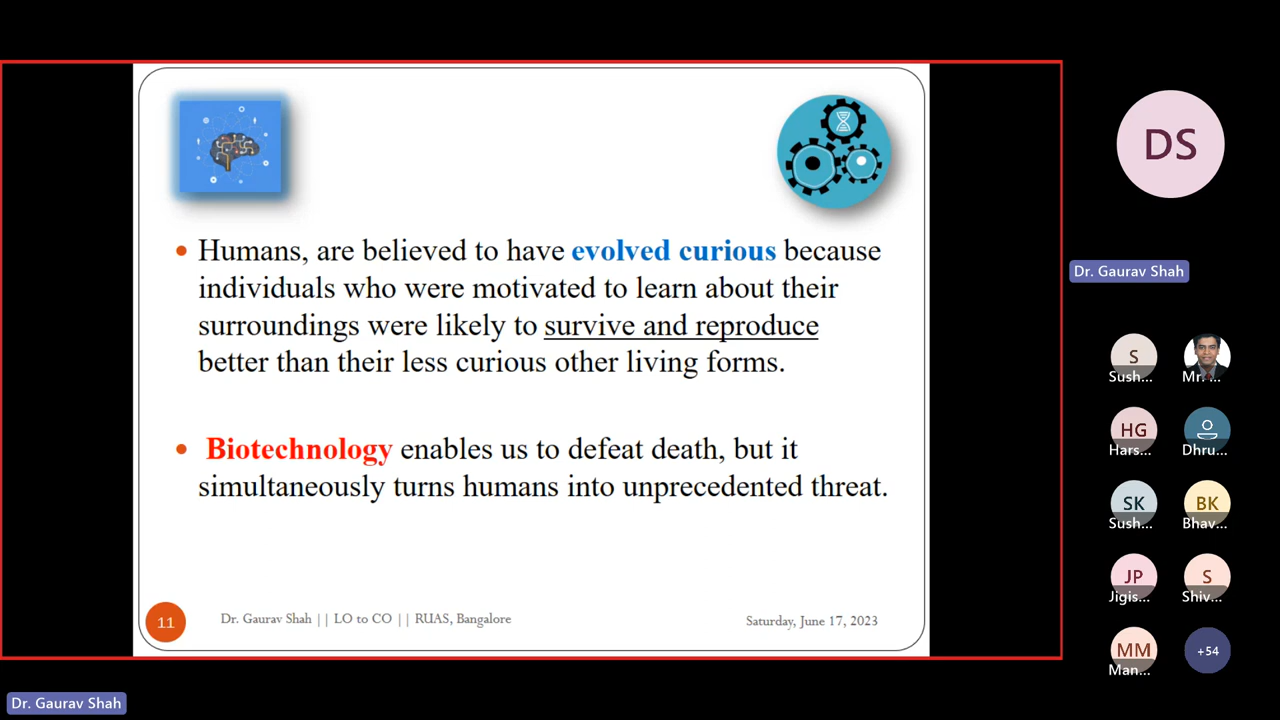 • Humans, are believed to have evolved curious because
individuals who were motivated to learn about their
surroundings were likely to survive and reproduce
better than their less curious other living forms.
• Biotechnology enables us to defeat death, but it
simultaneously turns humans into unprecedented threat.
11
Dr. Gaurav Shah || LO to CO || RUAS, Bangalore
Saturday, June 17, 2023
Dr. Gaurav Shah
DS
Dr. Gaurav Shah
S
Sush...
Mr. ...
HG
Hars...
Dhru...
SK
Sush...
BK
Bhav...
JP
Jigis...
S
Shiv...
MM
Man...
+54